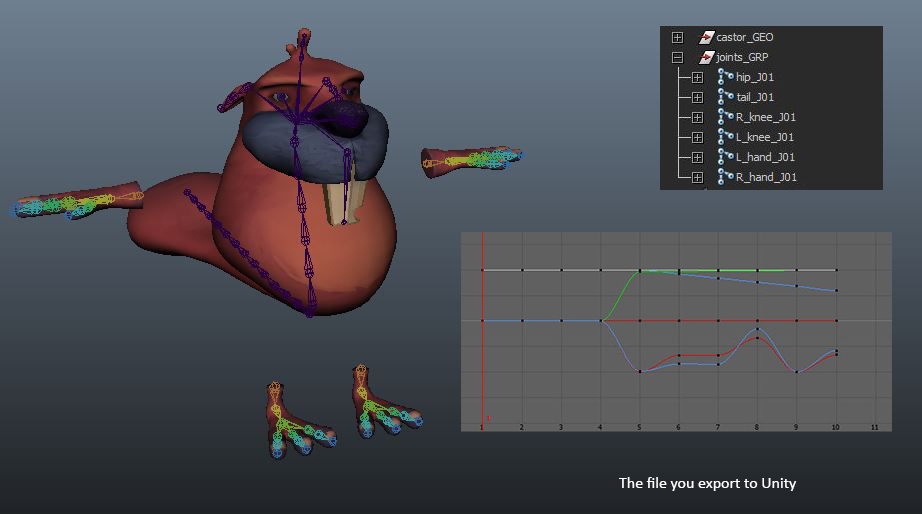 castor_GEO
joints_GRP
hip_J01
tail_J01
R_knee_J01
L_knee_J01
L_hand_J01
R_hand_J01
1
1 2 3 4 5 6 7 8 9 10 11
The file you export to Unity